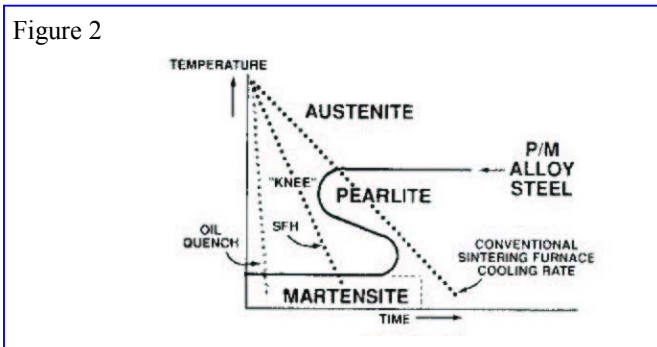 Figure 2
TEMPERATURE
AUSTENITE
P/M
ALLOY
STEEL
"KNEE"
PEARLITE
OIL
QUENCH
SFH
CONVENTIONAL
SINTERING FURNACE
COOLING RATE
MARTENSITE
TIME